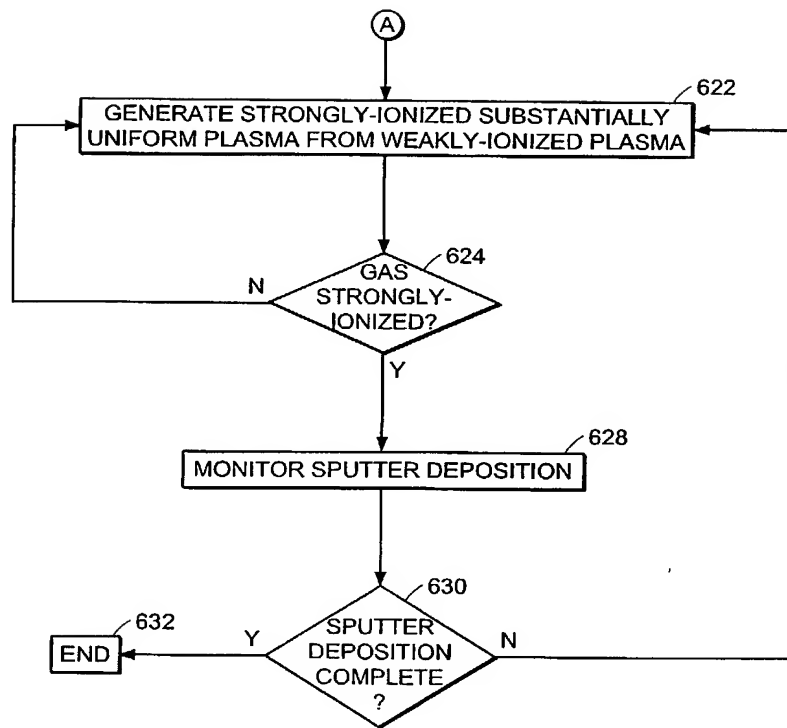 A
622
GENERATE STRONGLY-IONIZED SUBSTANTIALLY
UNIFORM PLASMA FROM WEAKLY-IONIZED PLASMA
624
GAS
STRONGLY-
IONIZED?
N
Y
628
MONITOR SPUTTER DEPOSITION
630
SPUTTER
DEPOSITION
COMPLETE
?
Y
N
632
END